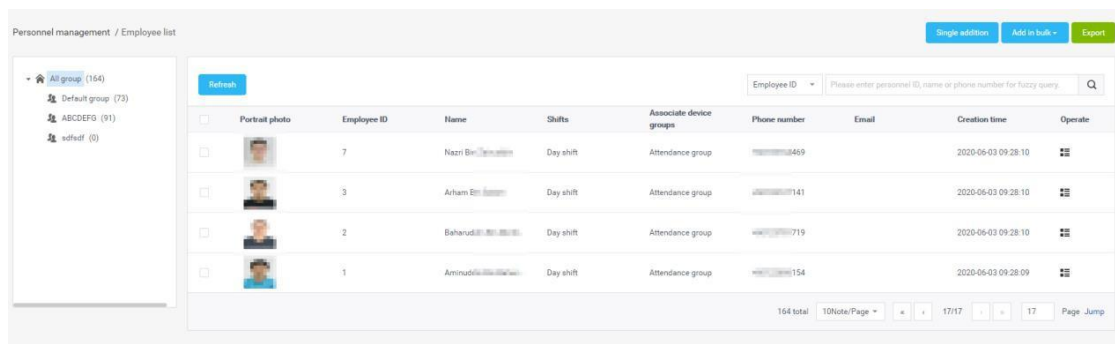 Personnel management / Employee list
Single addition
Add in bulk
Export
All group (164)
Default group (73)
ABCDEFG (91)
sdfsdf (0)
Refresh
Employee ID
Please enter personnel ID, name or phone number for fuzzy query.
Portrait photo Employee ID Name Shifts Associate device groups Phone number Email Creation time Operate
7 Nazri Bin Day shift Attendance group 469 2020-06-03 09:28:10
3 Arham Day shift Attendance group 141 2020-06-03 09:28:10
2 Day shift Attendance group 719 2020-06-03 09:28:10
1 Day shift Attendance group 154 2020-06-03 09:28:09
164 total 10Note/Page « ‹ 17/17 › » 17 Page Jump